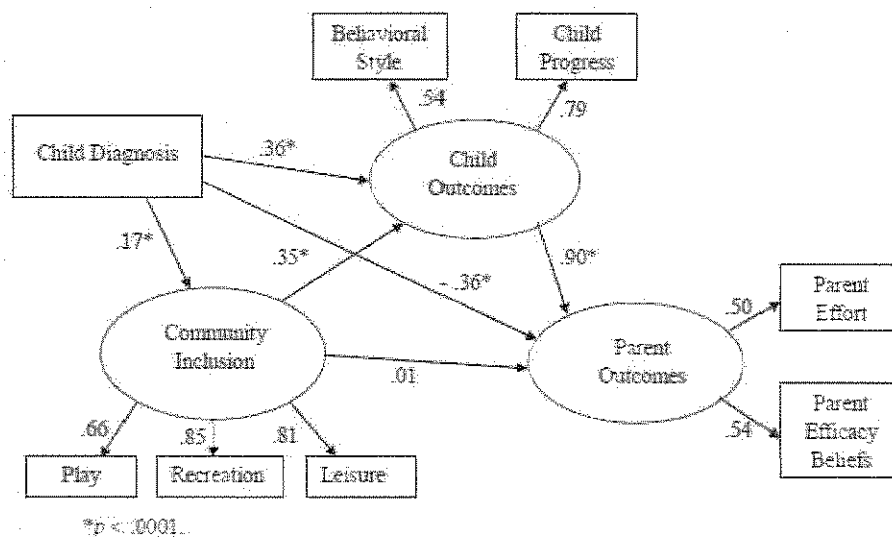 Behavioral
Style
Child
Progress
.54
.79
Child Diagnosis
.36*
Child
Outcomes
.17*
.35*
-.36*
.90*
Parent
Effort
.50
Community
Inclusion
.01
Parent
Outcomes
.54
Parent
Efficacy
Beliefs
.66
.85
.81
Play
Recreation
Leisure
*p < .0001